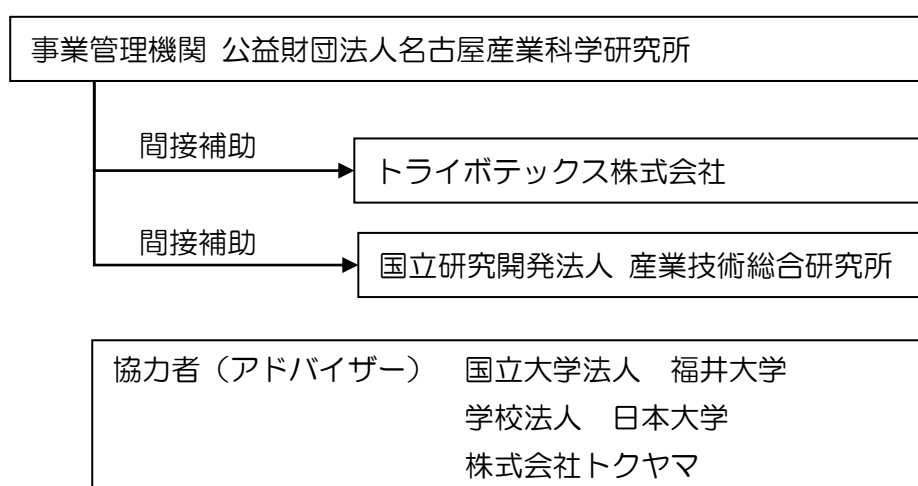 事業管理機関 公益財団法人名古屋産業科学研究所
間接補助
トライボテックス株式会社
間接補助
国立研究開発法人 産業技術総合研究所
協力者（アドバイザー） 国立大学法人 福井大学
学校法人 日本大学
株式会社トクヤマ